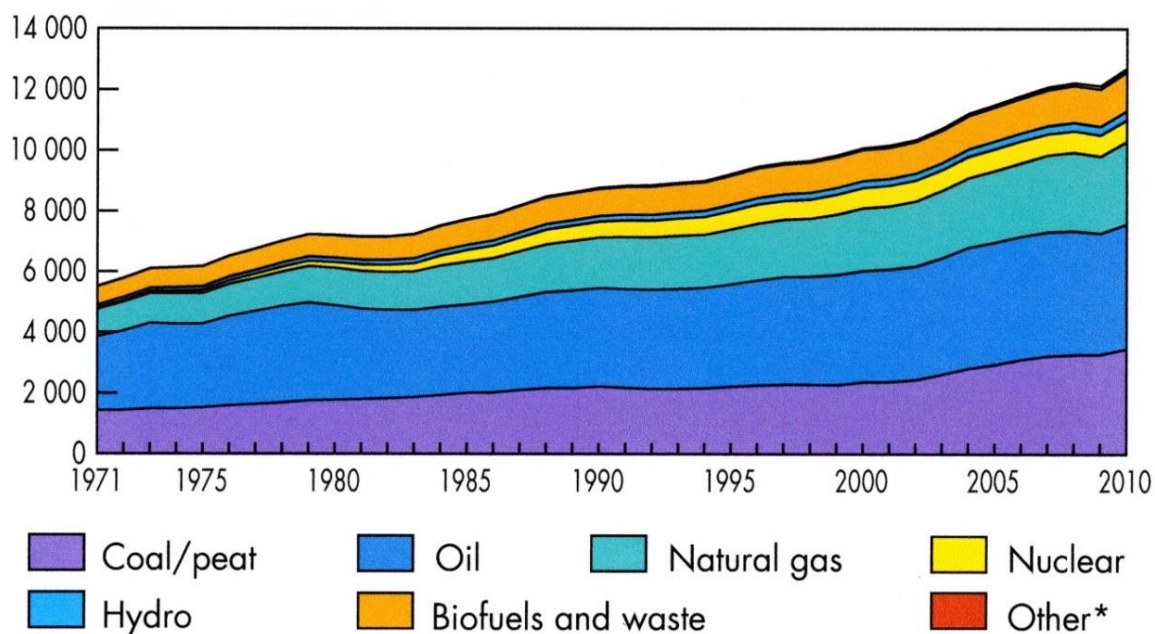 14 000
12 000
10 000
8 000
6 000
4 000
2 000
0
1971 1975 1980 1985 1990 1995 2000 2005 2010
Coal/peat Oil Natural gas Nuclear
Hydro Biofuels and waste Other*